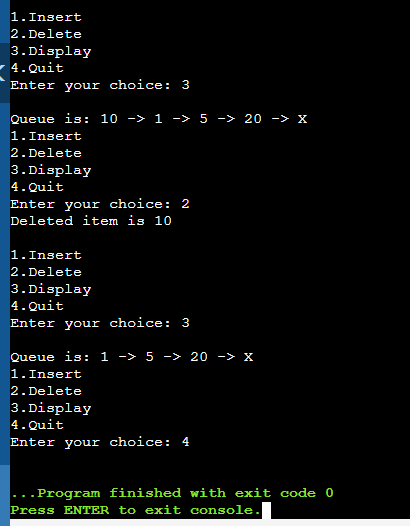 1.Insert
2.Delete
3.Display
4.Quit
Enter your choice: 3
Queue is: 10 -> 1 -> 5 -> 20 -> X
1.Insert
2.Delete
3.Display
4.Quit
Enter your choice: 2
Deleted item is 10
1.Insert
2.Delete
3.Display
4.Quit
Enter your choice: 3
Queue is: 1 -> 5 -> 20 -> X
1.Insert
2.Delete
3.Display
4.Quit
Enter your choice: 4
...Program finished with exit code 0
Press ENTER to exit console.